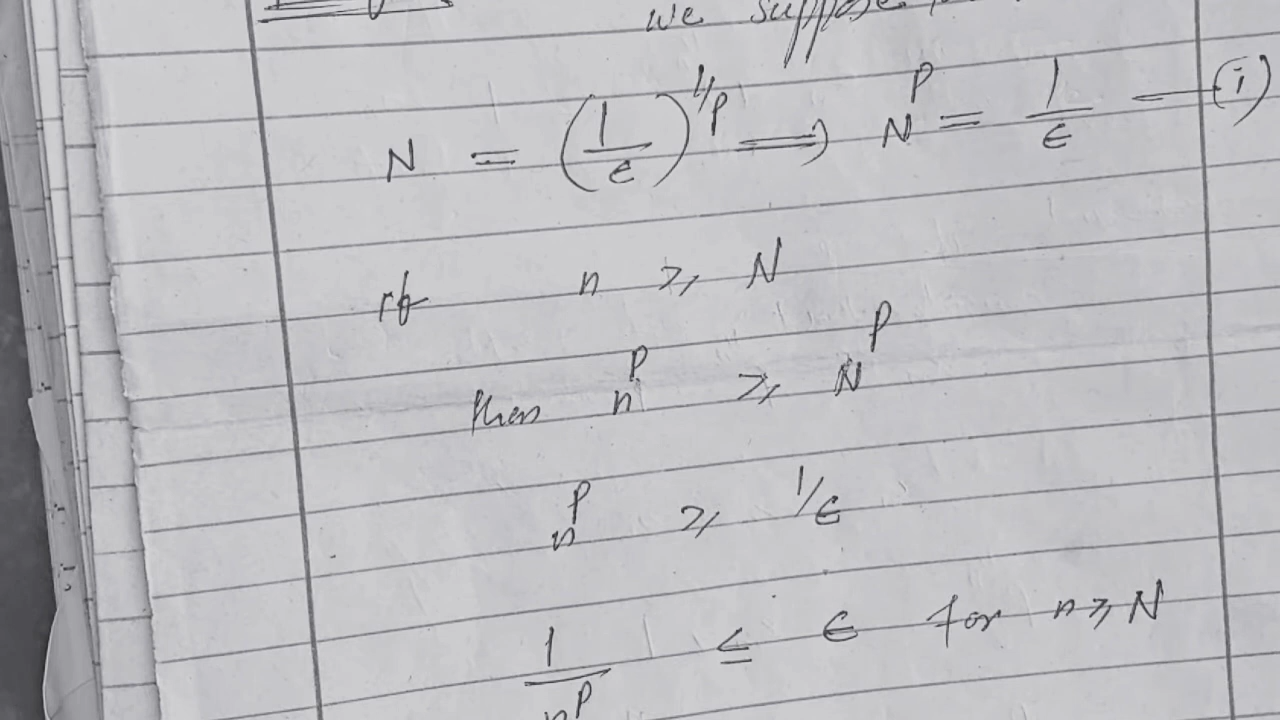 we suppose
N = (1/ϵ)^{1/p} ⟹ N^p = 1/ϵ — (i)
if n ⩾ N
then n^p ⩾ N^p
n^p ⩾ 1/ϵ
1/n^p ≤ ϵ for n ⩾ N